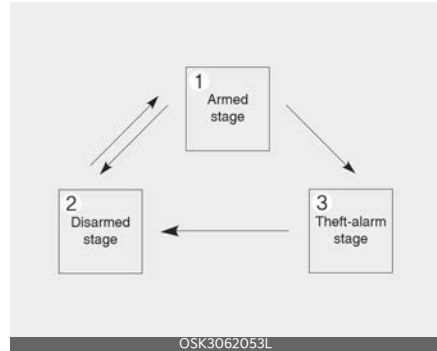 1
Armed
stage
2
Disarmed
stage
3
Theft-alarm
stage
OSK3062053L